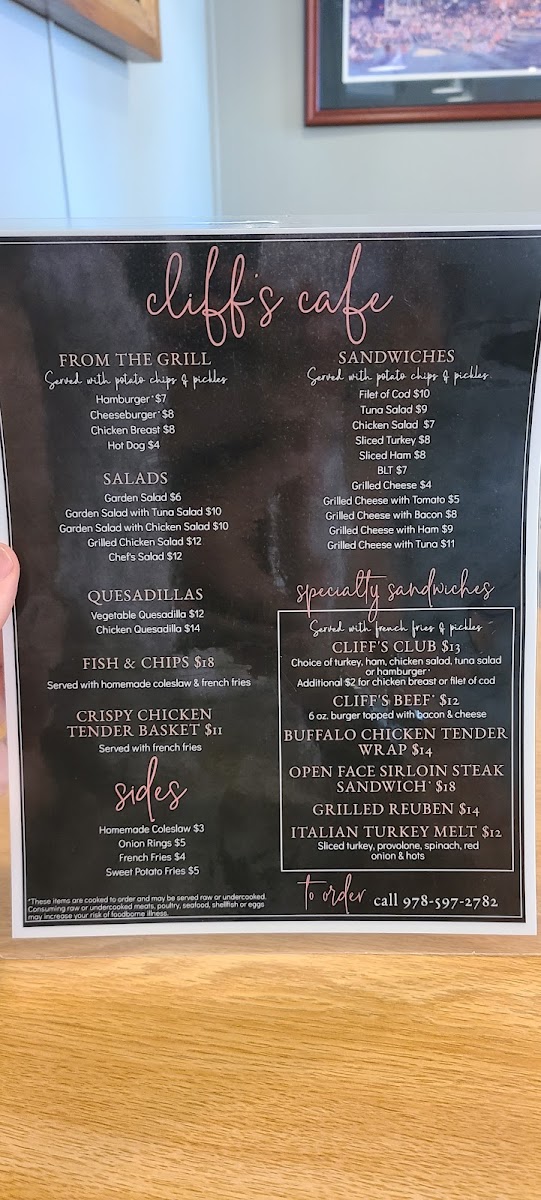 cliff's cafe
FROM THE GRILL
Served with potato chips & pickles
Hamburger* $7
Cheeseburger* $8
Chicken Breast $8
Hot Dog $4
SALADS
Garden Salad $6
Garden Salad with Tuna Salad $10
Garden Salad with Chicken Salad $10
Grilled Chicken Salad $12
Chef's Salad $12
QUESADILLAS
Vegetable Quesadilla $12
Chicken Quesadilla $14
FISH & CHIPS $18
Served with homemade coleslaw & french fries
CRISPY CHICKEN
TENDER BASKET $11
Served with french fries
sides
Homemade Coleslaw $3
Onion Rings $5
French Fries $4
Sweet Potato Fries $5
*These items are cooked to order and may be served raw or undercooked.
Consuming raw or undercooked meats, poultry, seafood, shellfish or eggs
may increase your risk of foodborne illness.
SANDWICHES
Served with potato chips & pickles
Filet of Cod $10
Tuna Salad $9
Chicken Salad $7
Sliced Turkey $8
Sliced Ham $8
BLT $7
Grilled Cheese $4
Grilled Cheese with Tomato $5
Grilled Cheese with Bacon $8
Grilled Cheese with Ham $9
Grilled Cheese with Tuna $11
specialty sandwiches
Served with french fries & pickles
CLIFF'S CLUB $13
Choice of turkey, ham, chicken salad, tuna salad
or hamburger*
Additional $2 for chicken breast or filet of cod
CLIFF'S BEEF* $12
6 oz. burger topped with bacon & cheese
BUFFALO CHICKEN TENDER
WRAP $14
OPEN FACE SIRLOIN STEAK
SANDWICH* $18
GRILLED REUBEN $14
ITALIAN TURKEY MELT $12
Sliced turkey, provolone, spinach, red
onion & hots
to order call 978-597-2782